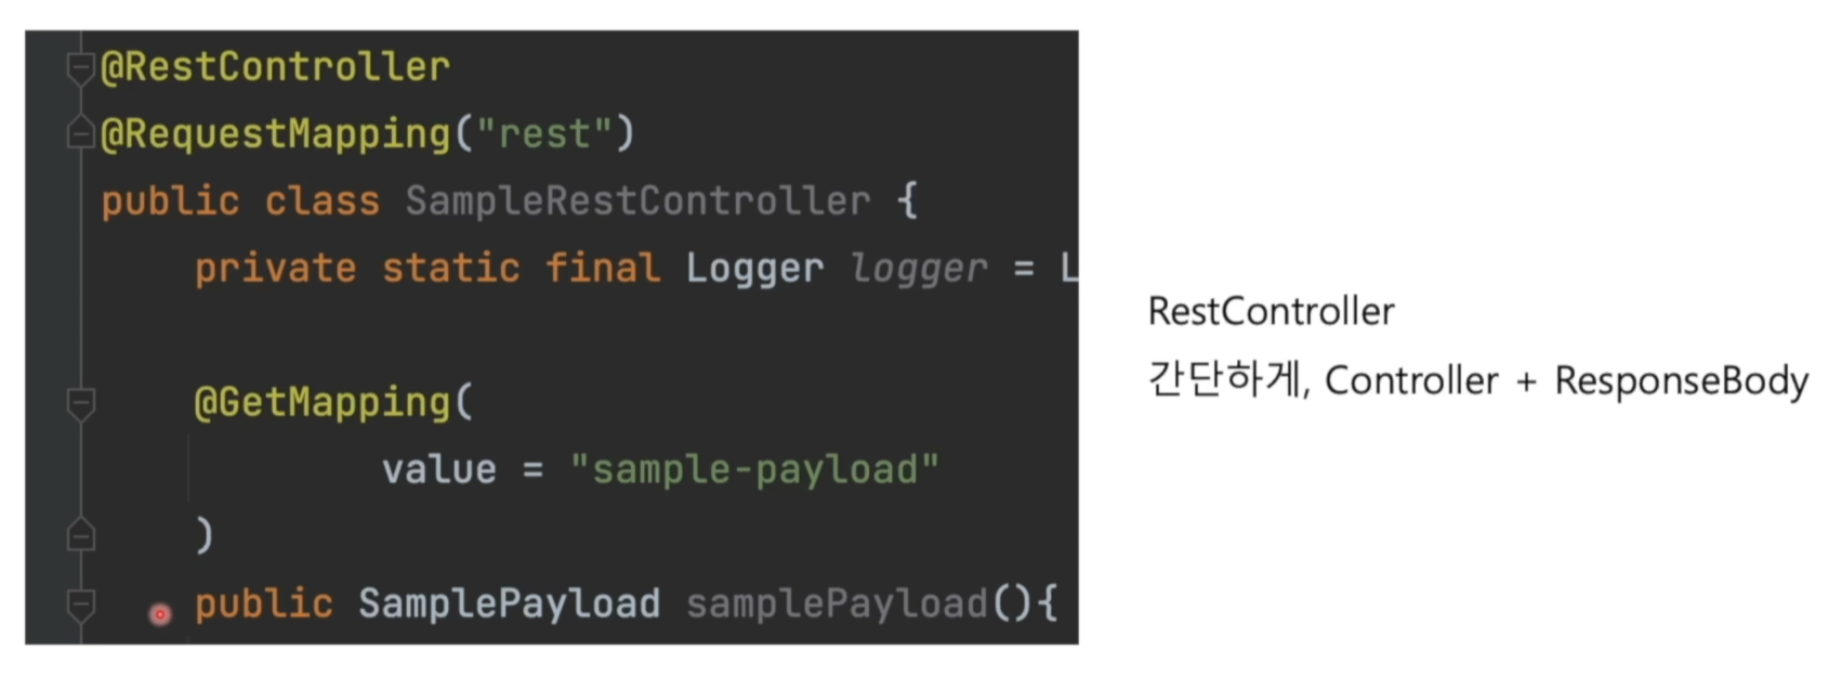 @RestController
@RequestMapping("rest")
public class SampleRestController {
private static final Logger logger = L
@GetMapping(
value = "sample-payload"
)
public SamplePayload samplePayload(){
RestController
간단하게, Controller + ResponseBody